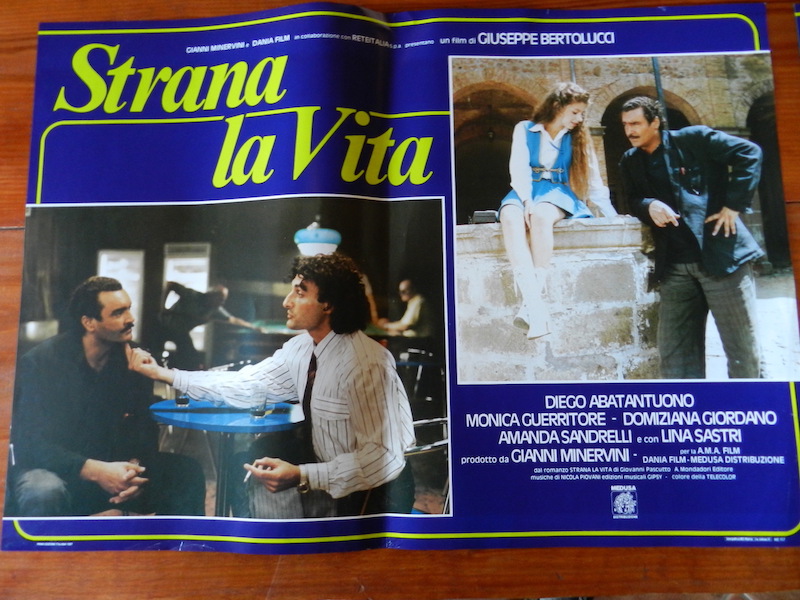 GIANNI MINERVINI e DANIA FILM in collaborazione con RETEITALIA s.p.a. presentano un film di GIUSEPPE BERTOLUCCI
Strana
la Vita
DIEGO ABATANTUONO
MONICA GUERRITORE - DOMIZIANA GIORDANO
AMANDA SANDRELLI e con LINA SASTRI
prodotto da GIANNI MINERVINI - per la A.M.A. FILM
DANIA FILM - MEDUSA DISTRIBUZIONE
dal romanzo STRANA LA VITA di Giovanni Pascutto A. Mondadori Editore
musiche di NICOLA PIOVANI edizioni musicali GIPSY - colore della TELECOLOR
MEDUSA
DISTRIBUZIONE